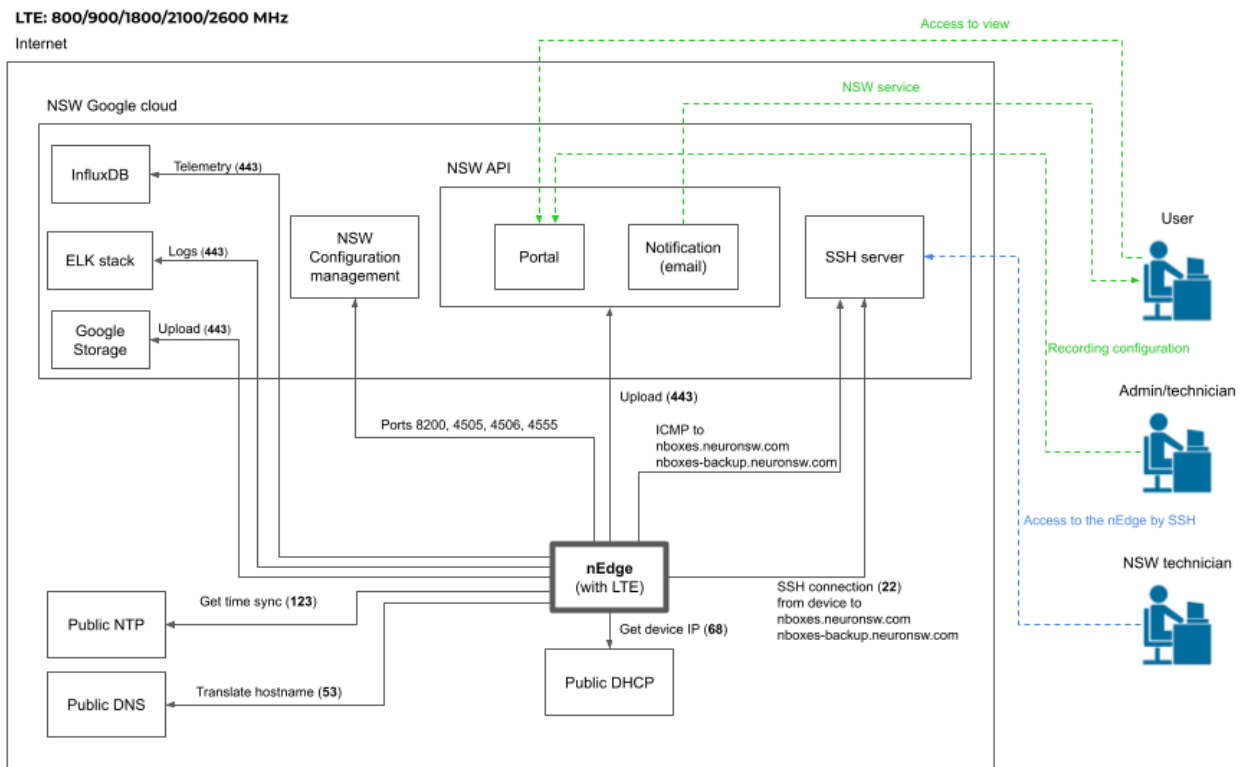 LTE: 800/900/1800/2100/2600 MHz
Internet
Access to view
NSW Google cloud
NSW service
InfluxDB
Telemetry (443)
NSW API
ELK stack
Logs (443)
NSW
Configuration
management
Portal
Notification
(email)
SSH server
User
Google
Storage
Upload (443)
Recording configuration
Upload (443)
Admin/technician
Ports 8200, 4505, 4506, 4555
ICMP to
nboxes.neuronsw.com
nboxes-backup.neuronsw.com
Access to the nEdge by SSH
nEdge
(with LTE)
NSW technician
SSH connection (22)
from device to
nboxes.neuronsw.com
nboxes-backup.neuronsw.com
Public NTP
Get time sync (123)
Get device IP (68)
Public DHCP
Public DNS
Translate hostname (53)